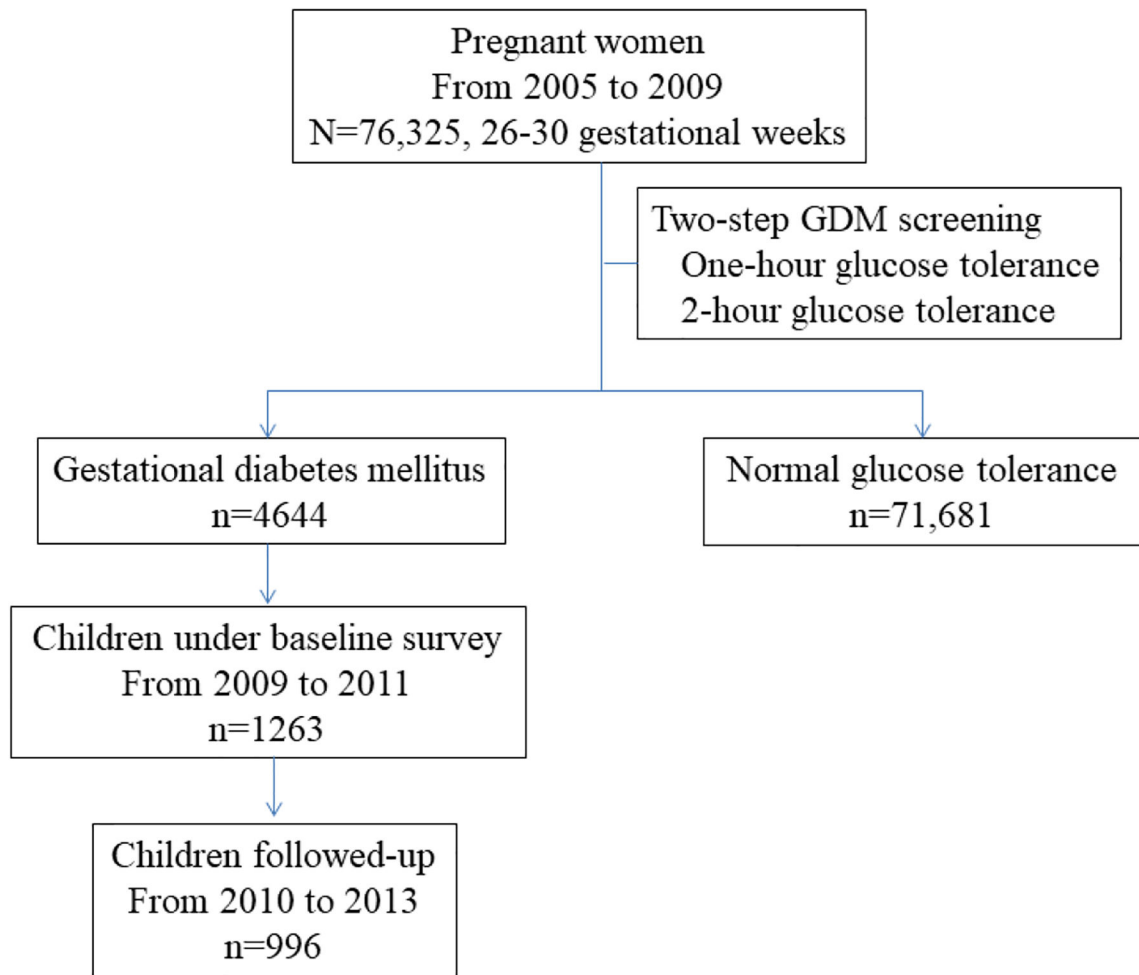 Pregnant women
From 2005 to 2009
N=76,325, 26-30 gestational weeks
Two-step GDM screening
One-hour glucose tolerance
2-hour glucose tolerance
Gestational diabetes mellitus
n=4644
Normal glucose tolerance
n=71,681
Children under baseline survey
From 2009 to 2011
n=1263
Children followed-up
From 2010 to 2013
n=996